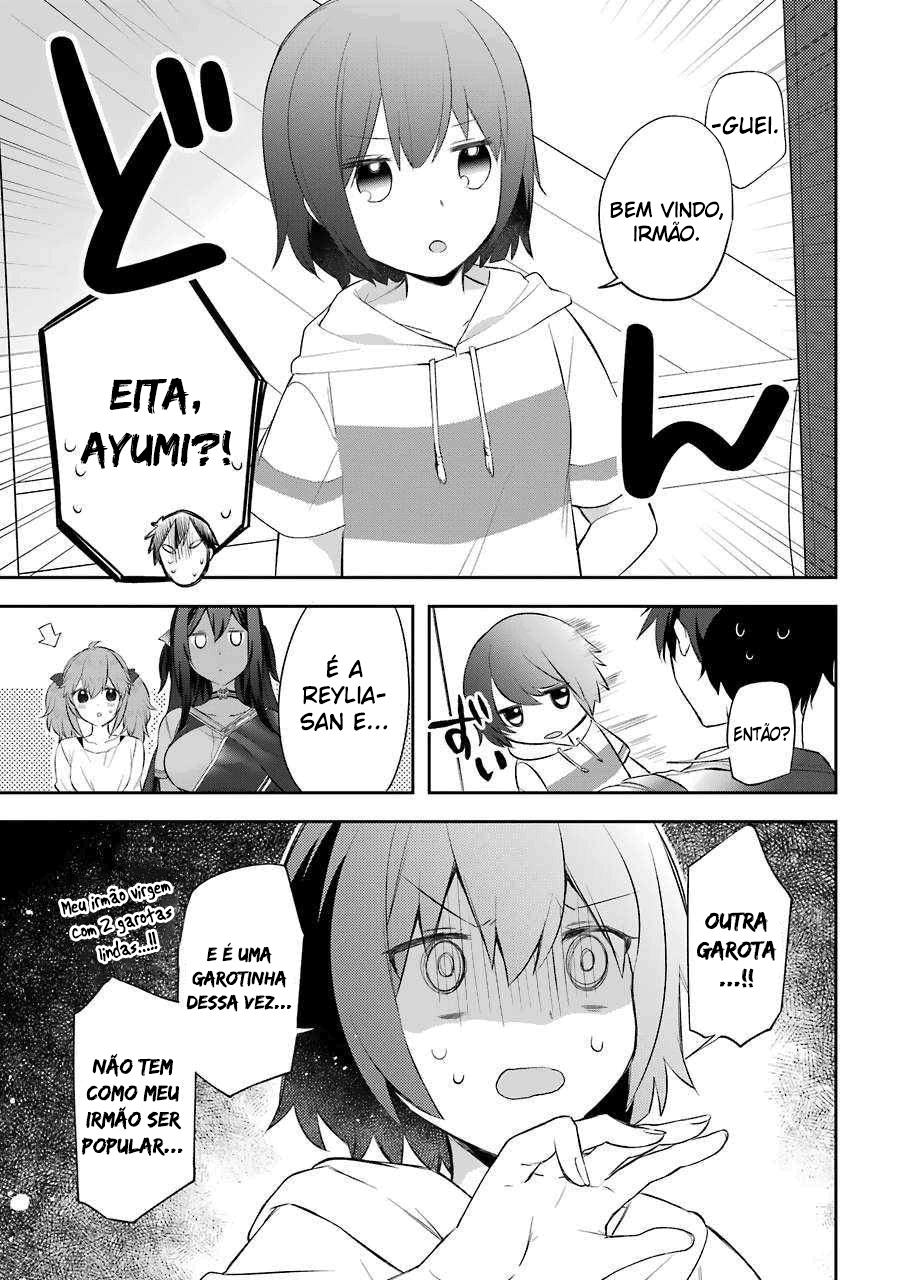 -GUEI.
BEM VINDO,
IRMÃO.
ど
ん
EITA,
AYUMI?!
ENTÃO?
ずい
É A
REYLIA-
SAN E...
OUTRA
GAROTA
...!!
E É UMA
GAROTINHA
DESSA VEZ...
Meu irmão virgem
com 2 garotas
lindas...!!
NÃO TEM
COMO MEU
IRMÃO SER
POPULAR...